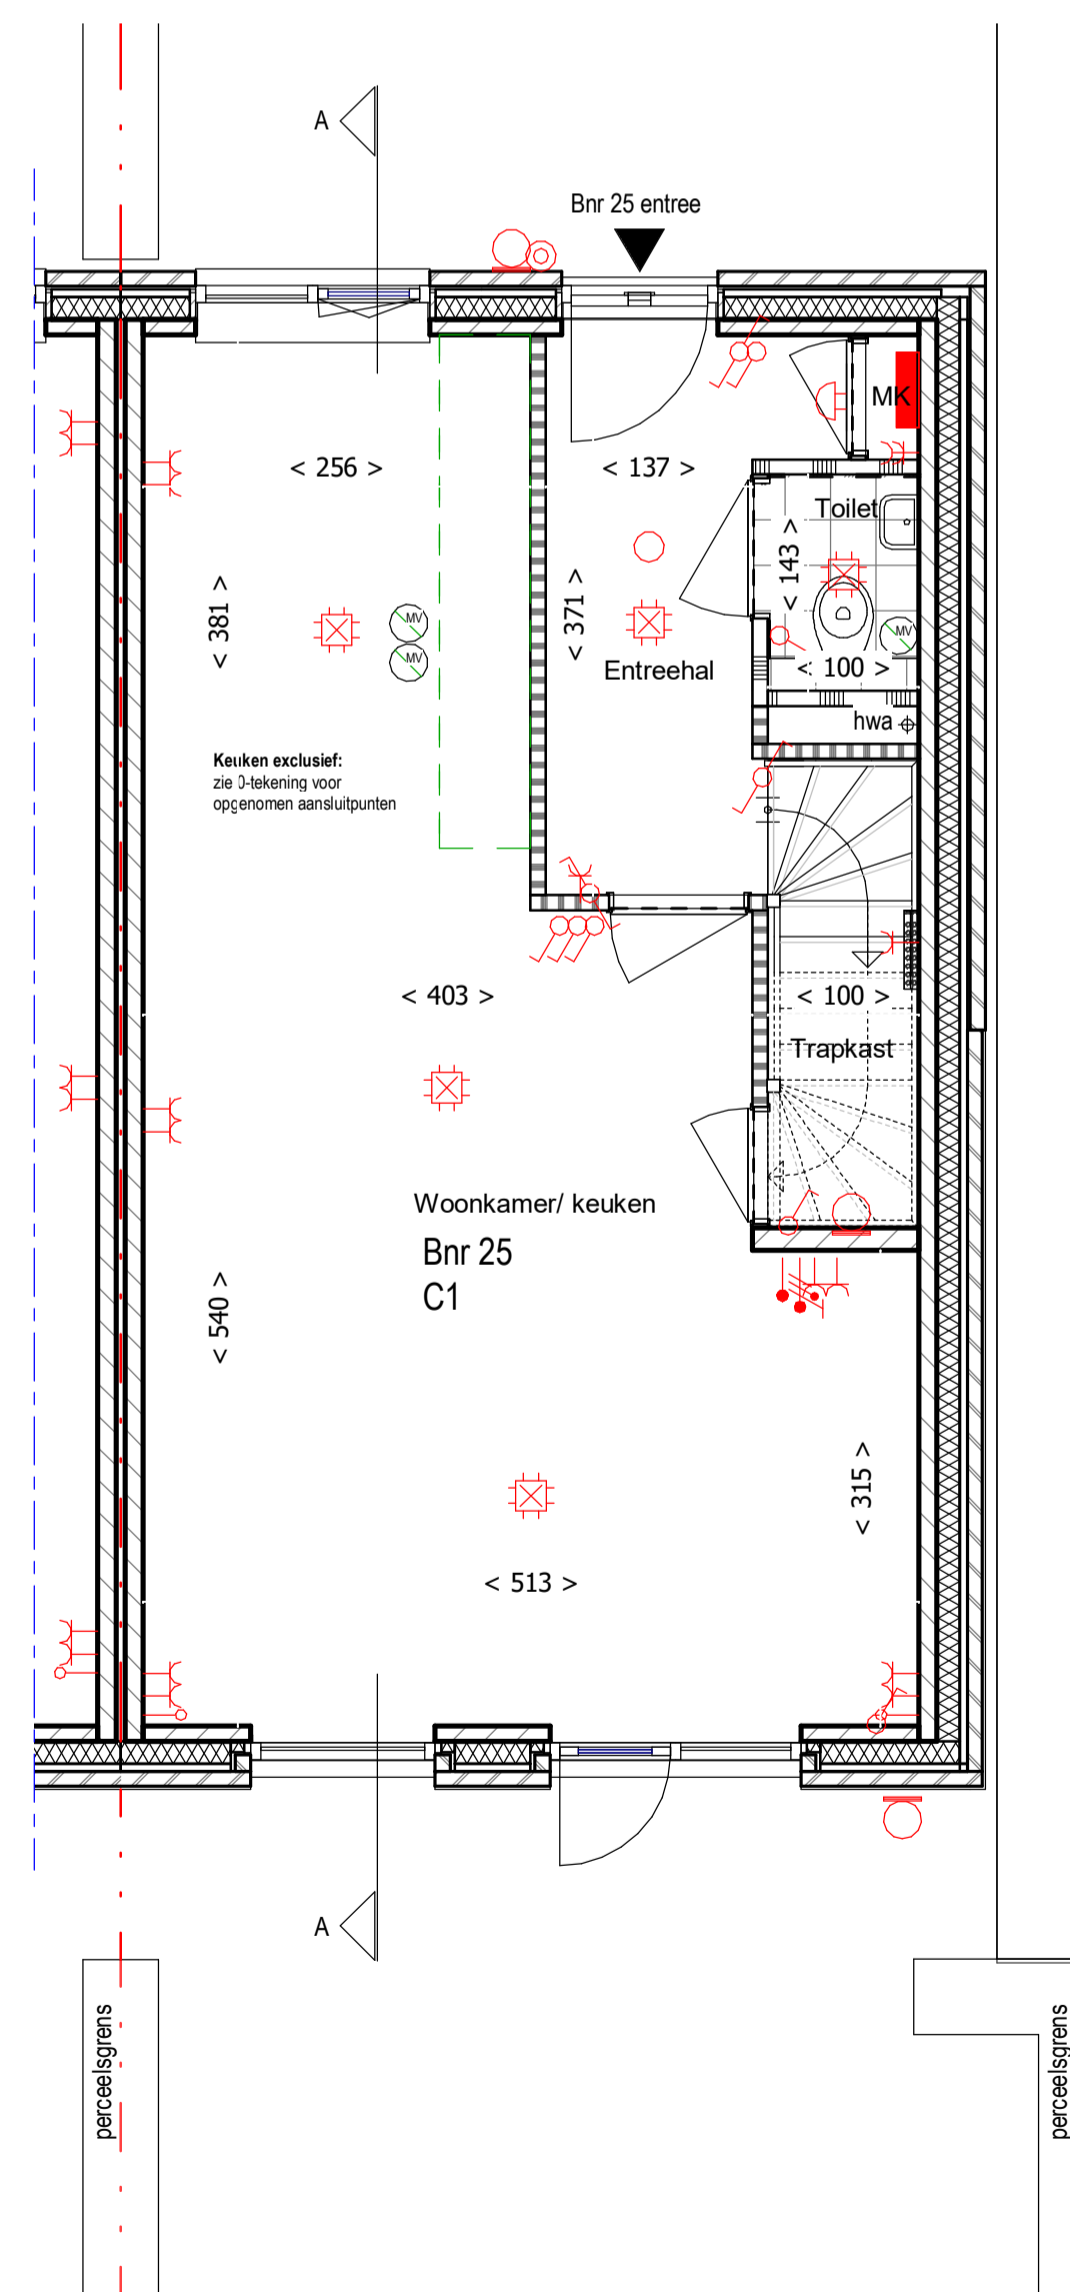 A
Bnr 25 entree
MK
< 256 >
< 137 >
Toilet
< 143 >
< 381 >
< 371 >
MV
MV
MV
Entreehal
< 100 >
hwa
Keuken exclusief:
zie 0-tekening voor
opgenomen aansluitpunten
< 403 >
< 100 >
Trapkast
Woonkamer/ keuken
Bnr 25
C1
< 540 >
< 315 >
< 513 >
A
perceelsgrens
perceelsgrens